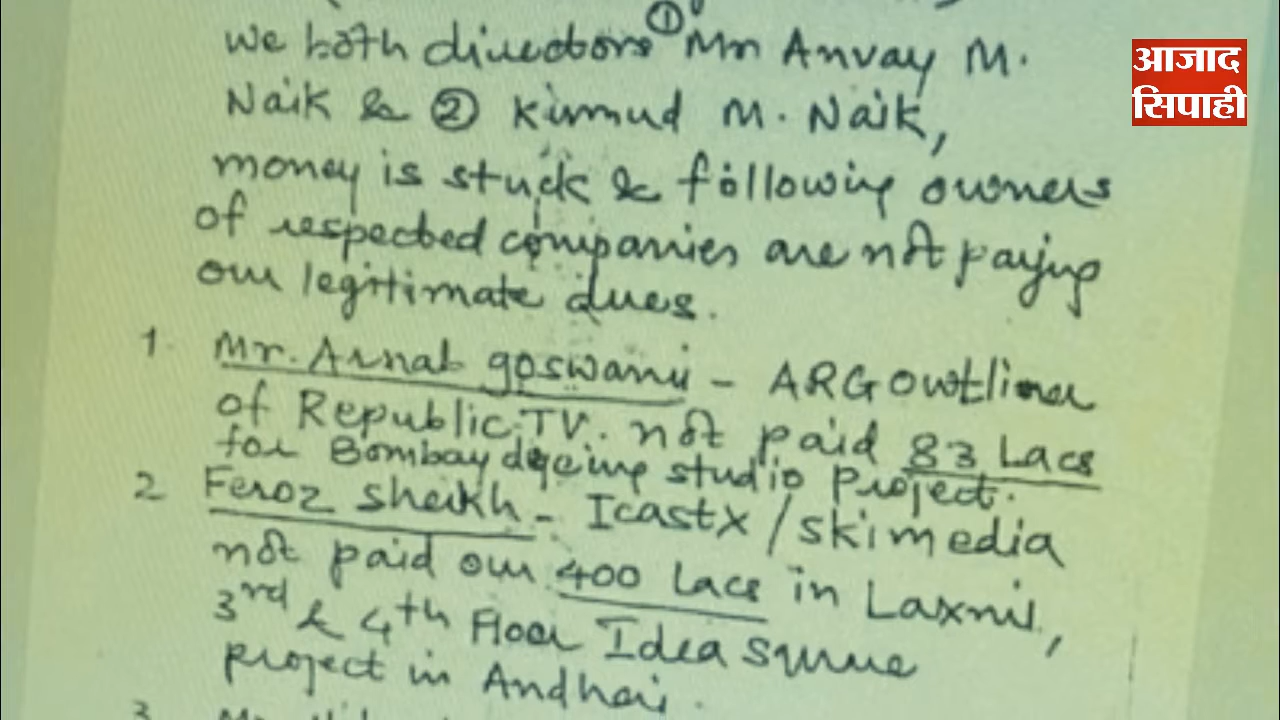 we both directors ① Mr Anvay M.
Naik & ② Kumud M. Naik,
money is stuck & following owners
of respected companies are not paying
our legitimate dues.
1. Mr. Arnab goswami - ARG Outlier
of Republic TV. not paid 83 Lacs
for Bombay dyeing studio project.
2 Feroz sheikh - Icastx / skimedia
not paid our 400 Lacs in Laxmi,
3rd & 4th Floor Idea square
project in Andheri.
3
आजाद
सिपाही